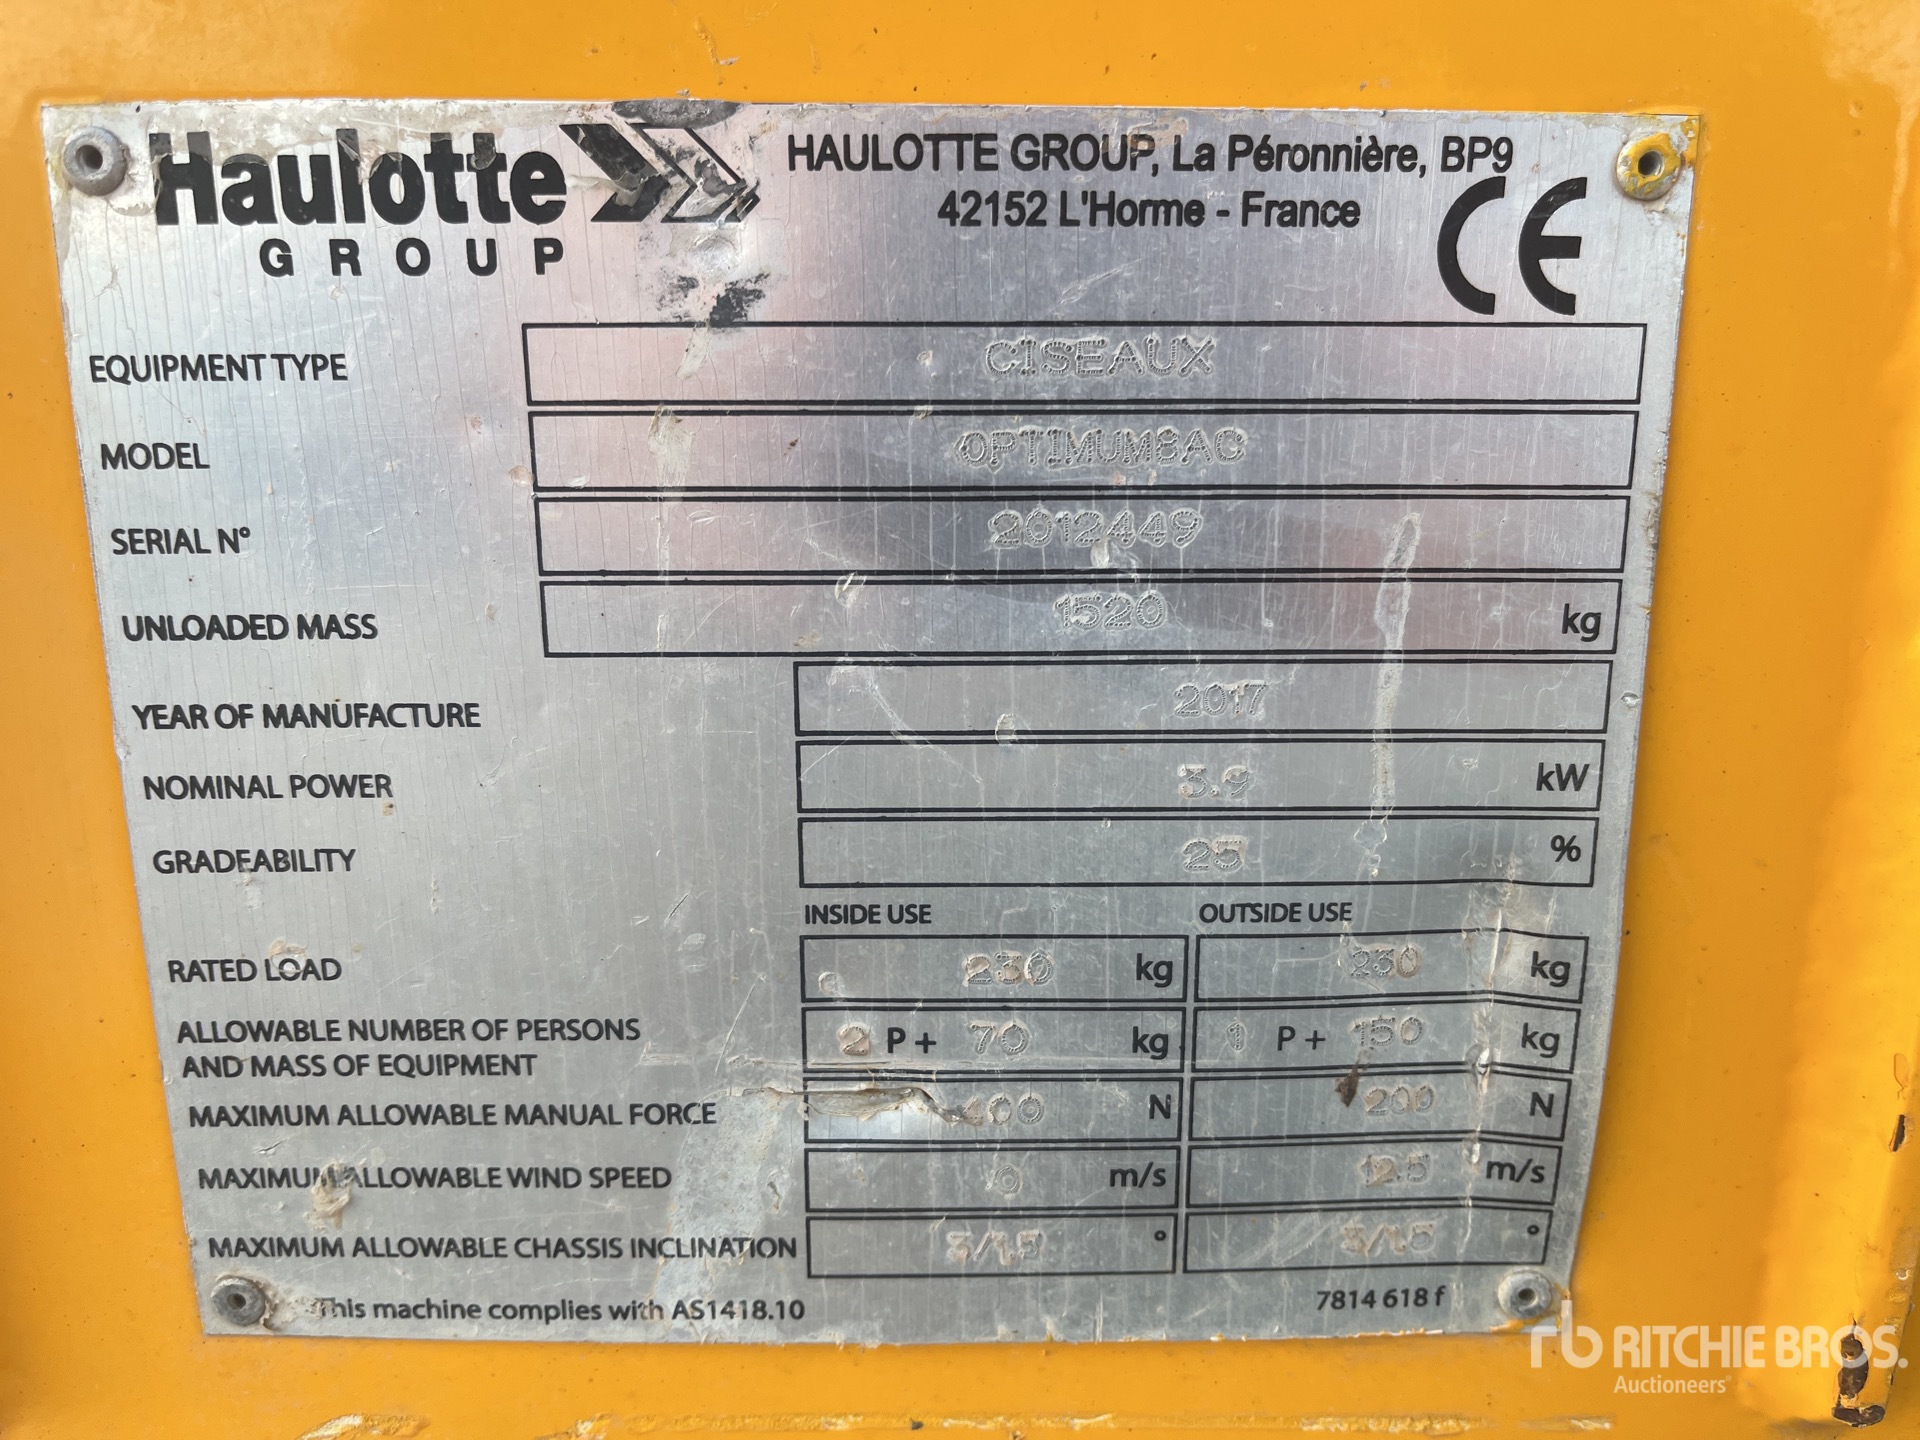 Haulotte
GROUP
HAULOTTE GROUP, La Péronnière, BP9
42152 L'Horme - France
CE
EQUIPMENT TYPE CISEAUX
MODEL OPTIMUM8AC
SERIAL N° 2012449
UNLOADED MASS 1520 kg
YEAR OF MANUFACTURE 2017
NOMINAL POWER 3.9 kW
GRADEABILITY 25 %
INSIDE USE OUTSIDE USE
RATED LOAD 230 kg 230 kg
ALLOWABLE NUMBER OF PERSONS
AND MASS OF EQUIPMENT 2 P + 70 kg 1 P + 150 kg
MAXIMUM ALLOWABLE MANUAL FORCE 400 N 200 N
MAXIMUM ALLOWABLE WIND SPEED 0 m/s 12.5 m/s
MAXIMUM ALLOWABLE CHASSIS INCLINATION 3/1.5 ° 3/1.5 °
This machine complies with AS1418.10
7814 618 f
rb RITCHIE BROS.
Auctioneers